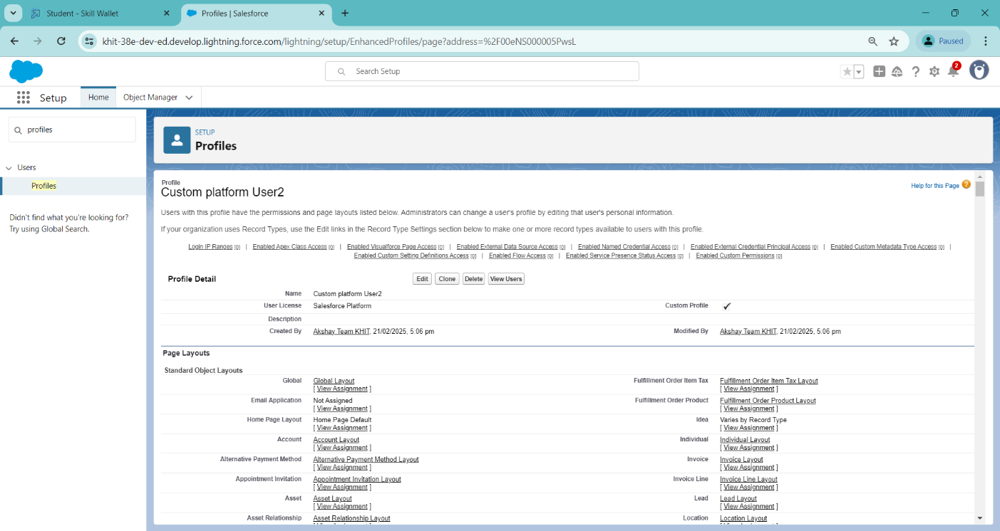 Student - Skill Wallet
Profiles | Salesforce
khit-38e-dev-ed.develop.lightning.force.com/lightning/setup/EnhancedProfiles/page?address=%2F00eNS000005PwsL
Paused
Search Setup
2
Setup
Home
Object Manager
profiles
Users
Profiles
Didn't find what you're looking for?
Try using Global Search.
SETUP
Profiles
Profile
Custom platform User2
Help for this Page
Users with this profile have the permissions and page layouts listed below. Administrators can change a user's profile by editing that user's personal information.
If your organization uses Record Types, use the Edit links in the Record Type Settings section below to make one or more record types available to users with this profile.
Login IP Ranges [0] | Enabled Apex Class Access [0] | Enabled Visualforce Page Access [0] | Enabled External Data Source Access [0] | Enabled Named Credential Access [0] | Enabled External Credential Principal Access [0] | Enabled Custom Metadata Type Access [0] |
Enabled Custom Setting Definitions Access [0] | Enabled Flow Access [0] | Enabled Service Presence Status Access [0] | Enabled Custom Permissions [0]
Profile Detail Edit Clone Delete View Users
Name Custom platform User2
User License Salesforce Platform Custom Profile ✓
Description
Created By Akshay Team KHIT, 21/02/2025, 5:06 pm Modified By Akshay Team KHIT, 21/02/2025, 5:06 pm
Page Layouts
Standard Object Layouts
Global Global Layout Fulfillment Order Item Tax Fulfillment Order Item Tax Layout
[ View Assignment ] [ View Assignment ]
Email Application Not Assigned Fulfillment Order Product Fulfillment Order Product Layout
[ View Assignment ] [ View Assignment ]
Home Page Layout Home Page Default Idea Varies by Record Type
[ View Assignment ] [ View Assignment ]
Account Account Layout Individual Individual Layout
[ View Assignment ] [ View Assignment ]
Alternative Payment Method Alternative Payment Method Layout Invoice Invoice Layout
[ View Assignment ] [ View Assignment ]
Appointment Invitation Appointment Invitation Layout Invoice Line Invoice Line Layout
[ View Assignment ] [ View Assignment ]
Asset Asset Layout Lead Lead Layout
[ View Assignment ] [ View Assignment ]
Asset Relationship Asset Relationship Layout Location Location Layout